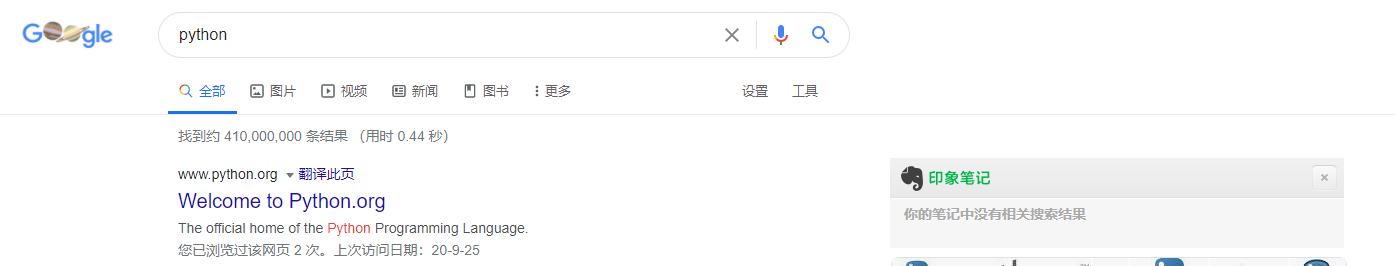 Google
python
全部 图片 视频 新闻 图书 更多 设置 工具
找到约 410,000,000 条结果 （用时 0.44 秒）
www.python.org 翻译此页
Welcome to Python.org
The official home of the Python Programming Language.
您已浏览过该网页 2 次。上次访问日期：20-9-25
印象笔记
你的笔记中没有相关搜索结果